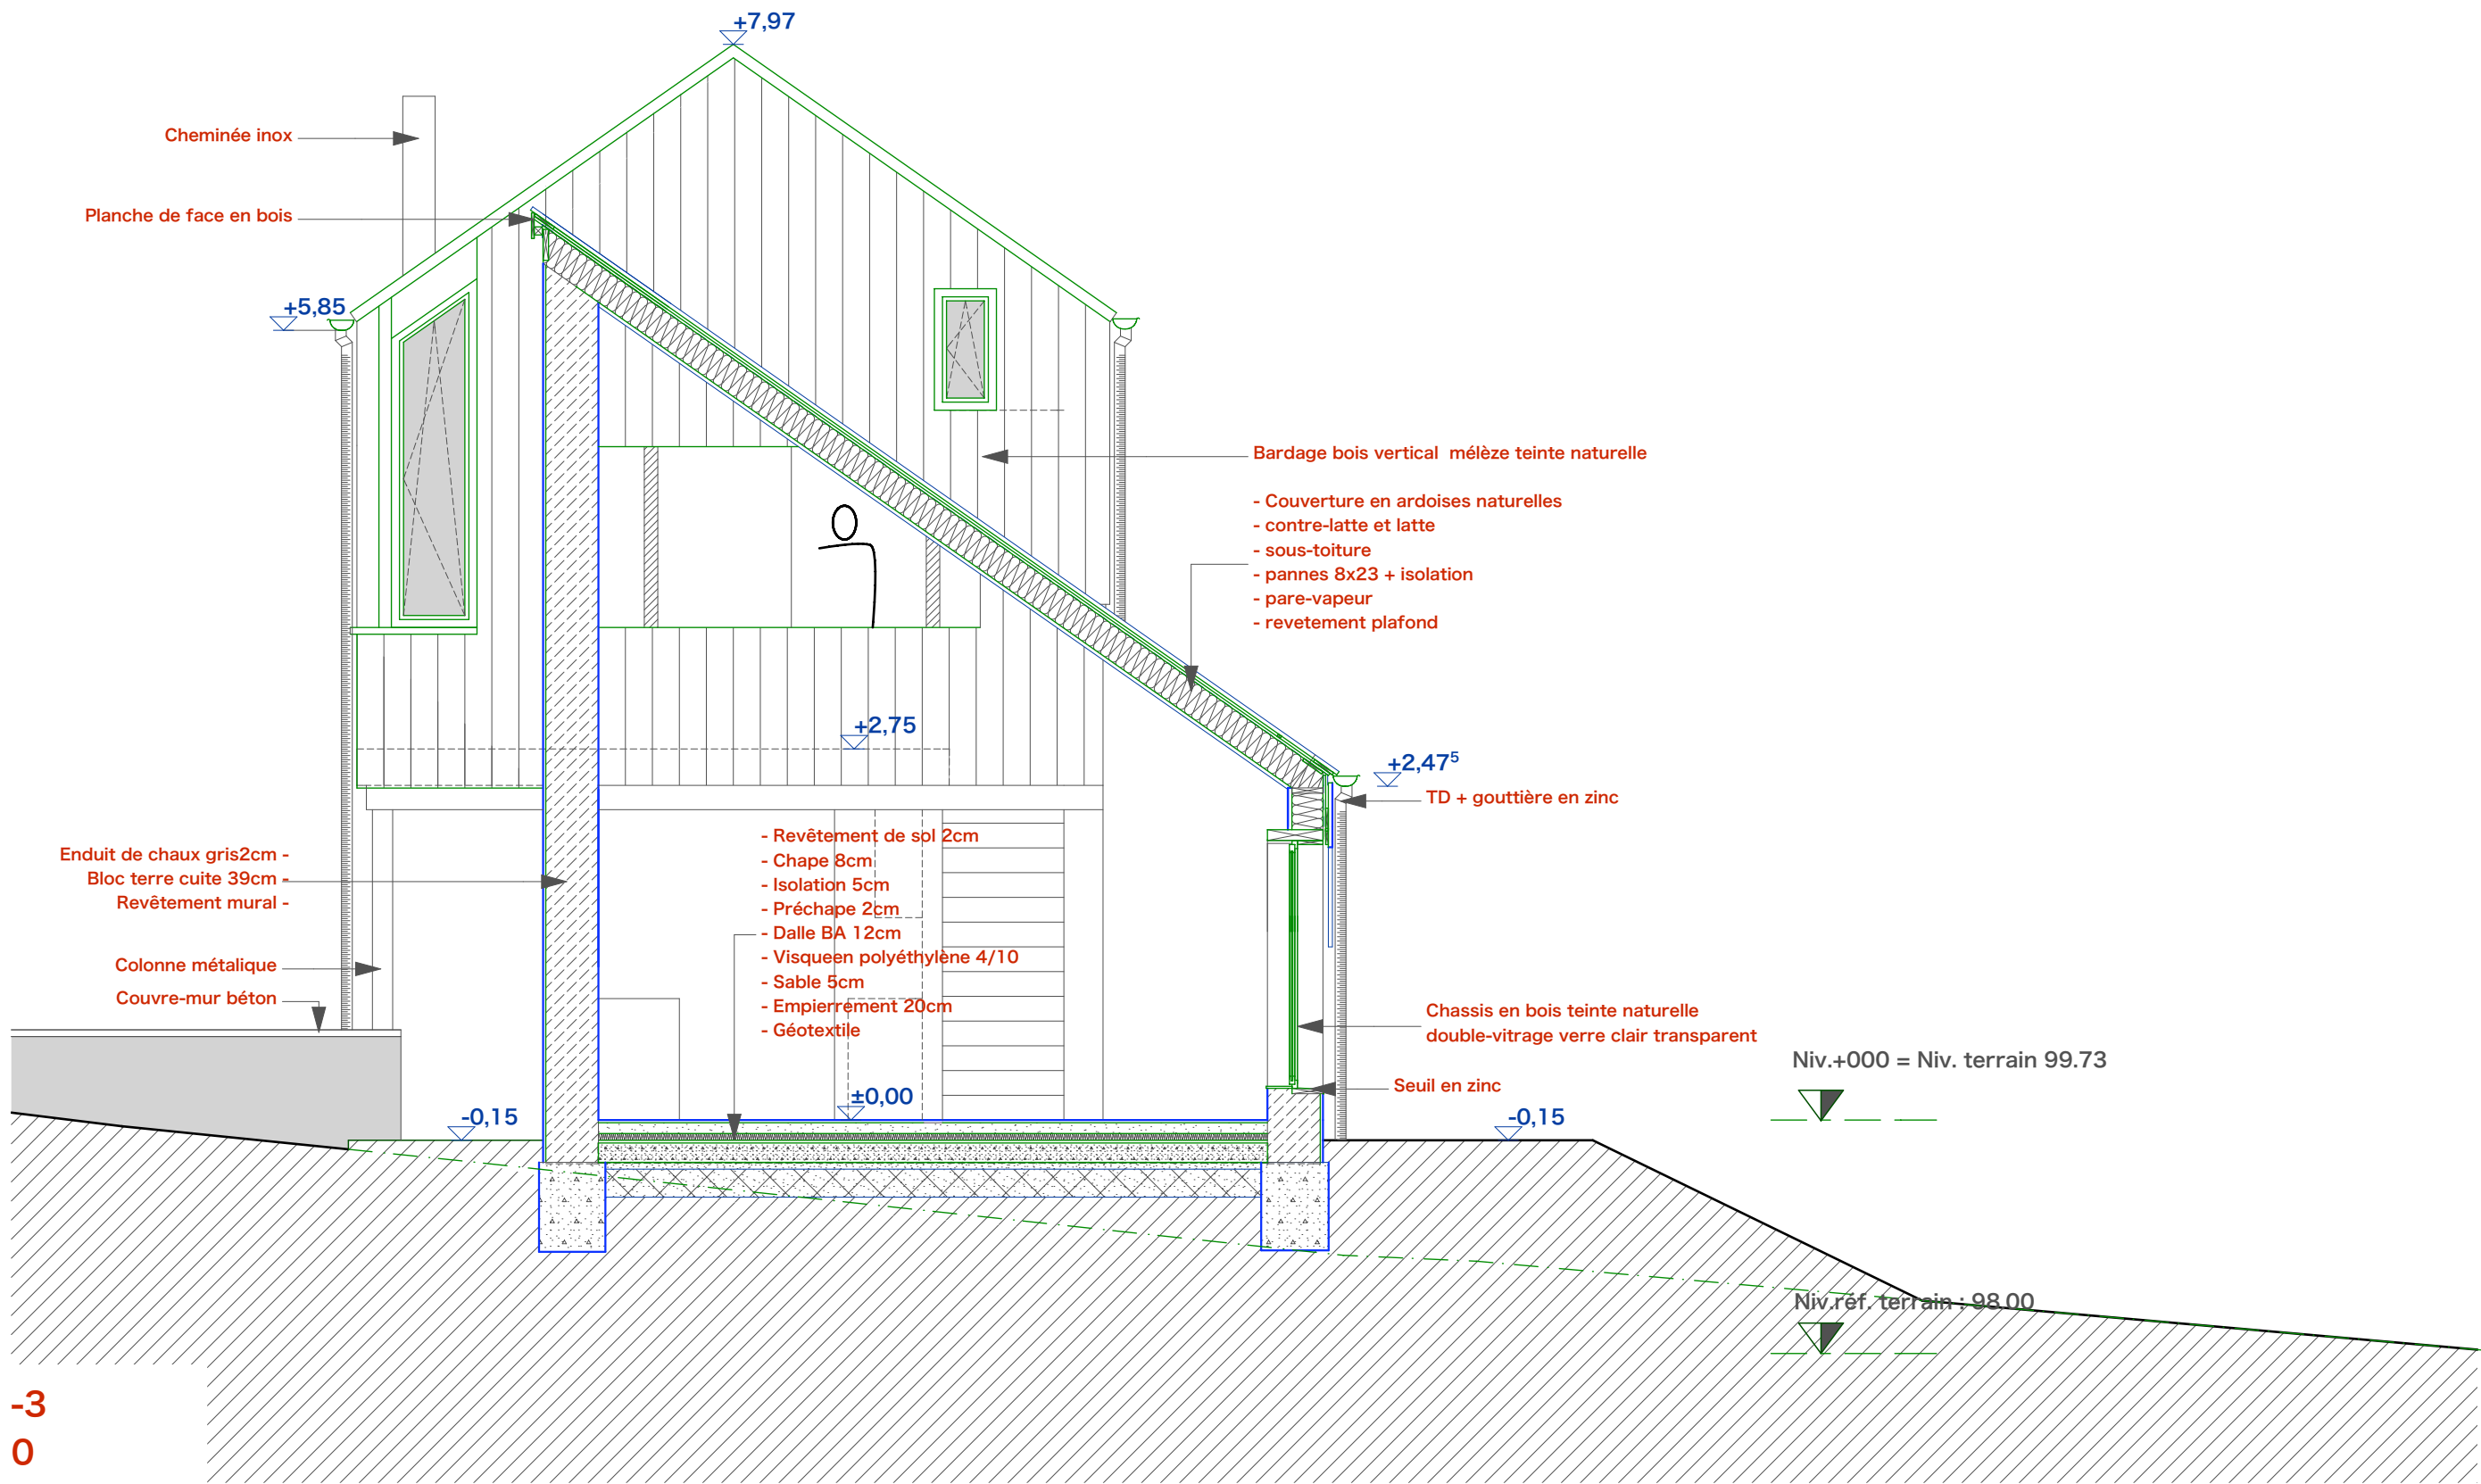 +7,97
Cheminée inox
Planche de face en bois
+5,85
Bardage bois vertical  mélèze teinte naturelle
- Couverture en ardoises naturelles
- contre-latte et latte
- sous-toiture
- pannes 8x23 + isolation
- pare-vapeur
- revetement plafond
+2,75
+2,47⁵
TD + gouttière en zinc
Enduit de chaux gris2cm -
Bloc terre cuite 39cm -
Revêtement mural -
- Revêtement de sol 2cm
- Chape 8cm
- Isolation 5cm
- Préchape 2cm
- Dalle BA 12cm
- Visqueen polyéthylène 4/10
- Sable 5cm
- Empierrement 20cm
- Géotextile
Colonne métalique
Couvre-mur béton
Chassis en bois teinte naturelle
double-vitrage verre clair transparent
Seuil en zinc
Niv.+000 = Niv. terrain 99.73
±0,00
-0,15
-0,15
Niv.réf. terrain : 98.00
-3
0